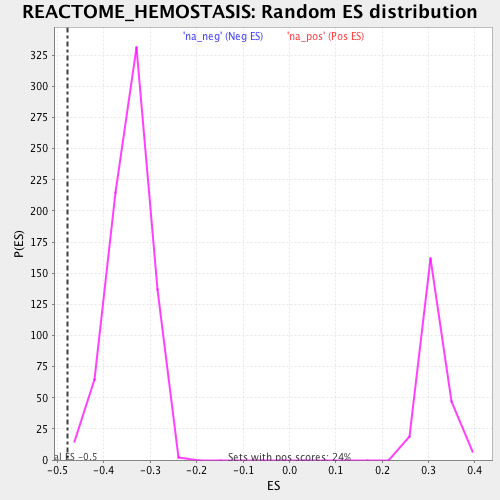 REACTOME_HEMOSTASIS: Random ES distribution
'na_neg' (Neg ES) 'na_pos' (Pos ES)
325
300
275
250
225
200
175
150
125
100
75
50
25
0
P(ES)
al ES -0.5
Sets with pos scores: 24%
-0.5 -0.4 -0.3 -0.2 -0.1 0.0 0.1 0.2 0.3 0.4
ES